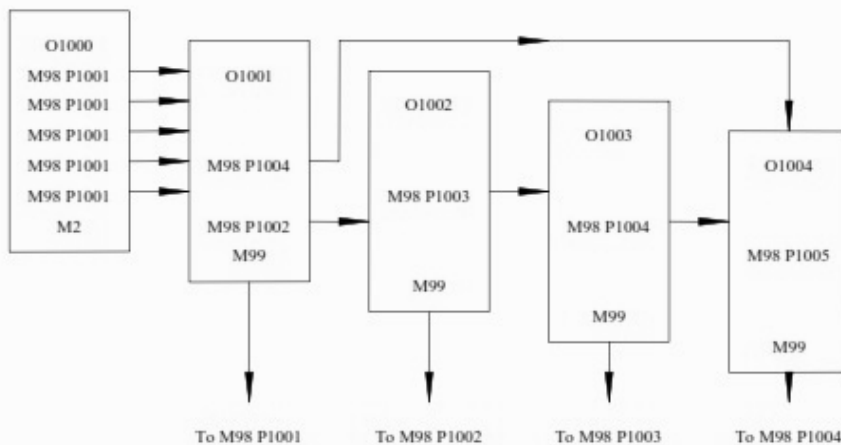 O1000
M98 P1001
M98 P1001
M98 P1001
M98 P1001
M98 P1001
M2
O1001
M98 P1004
M98 P1002
M99
O1002
M98 P1003
M99
O1003
M98 P1004
M99
O1004
M98 P1005
M99
To M98 P1001
To M98 P1002
To M98 P1003
To M98 P1004